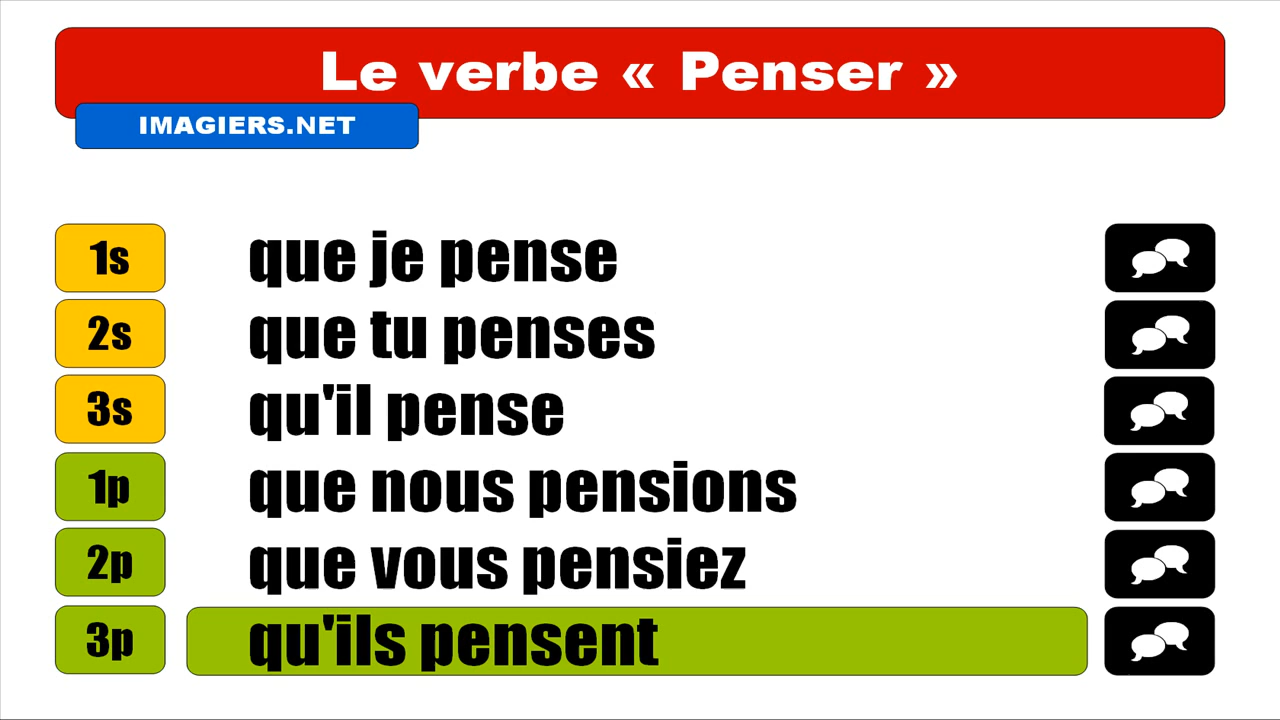 Le verbe « Penser »
IMAGIERS.NET
1s que je pense
2s que tu penses
3s qu'il pense
1p que nous pensions
2p que vous pensiez
3p qu'ils pensent